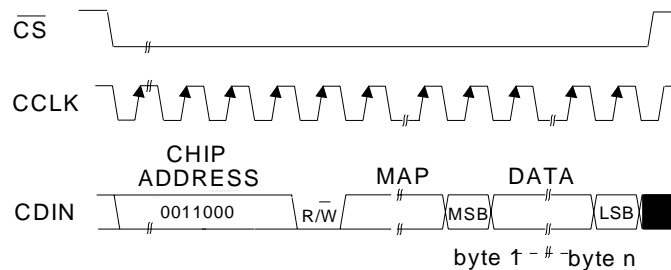 CS
CCLK
CHIP
ADDRESS
MAP
DATA
CDIN
0011000
R/W
MSB
LSB
byte 1
byte n